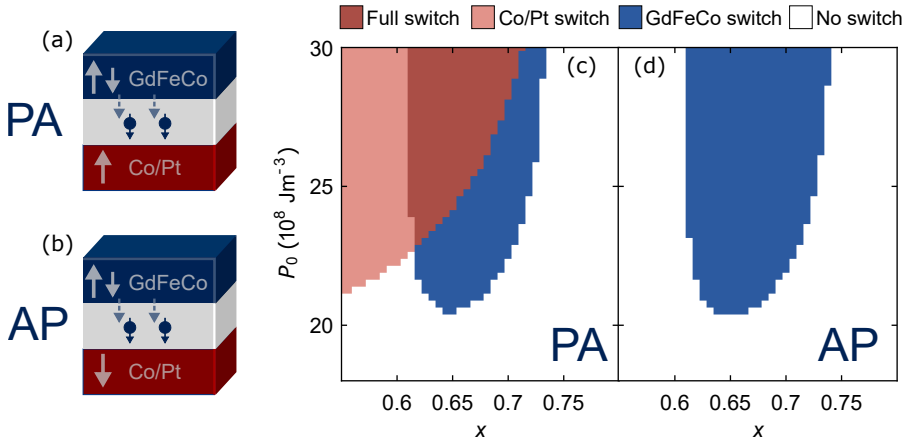 Full switch Co/Pt switch GdFeCo switch No switch
(a)
GdFeCo
PA
Co/Pt
(b)
GdFeCo
AP
Co/Pt
(c) (d)
30
25
20
P₀ (10⁸ Jm⁻³)
PA AP
0.6 0.65 0.7 0.75 0.6 0.65 0.7 0.75
x x